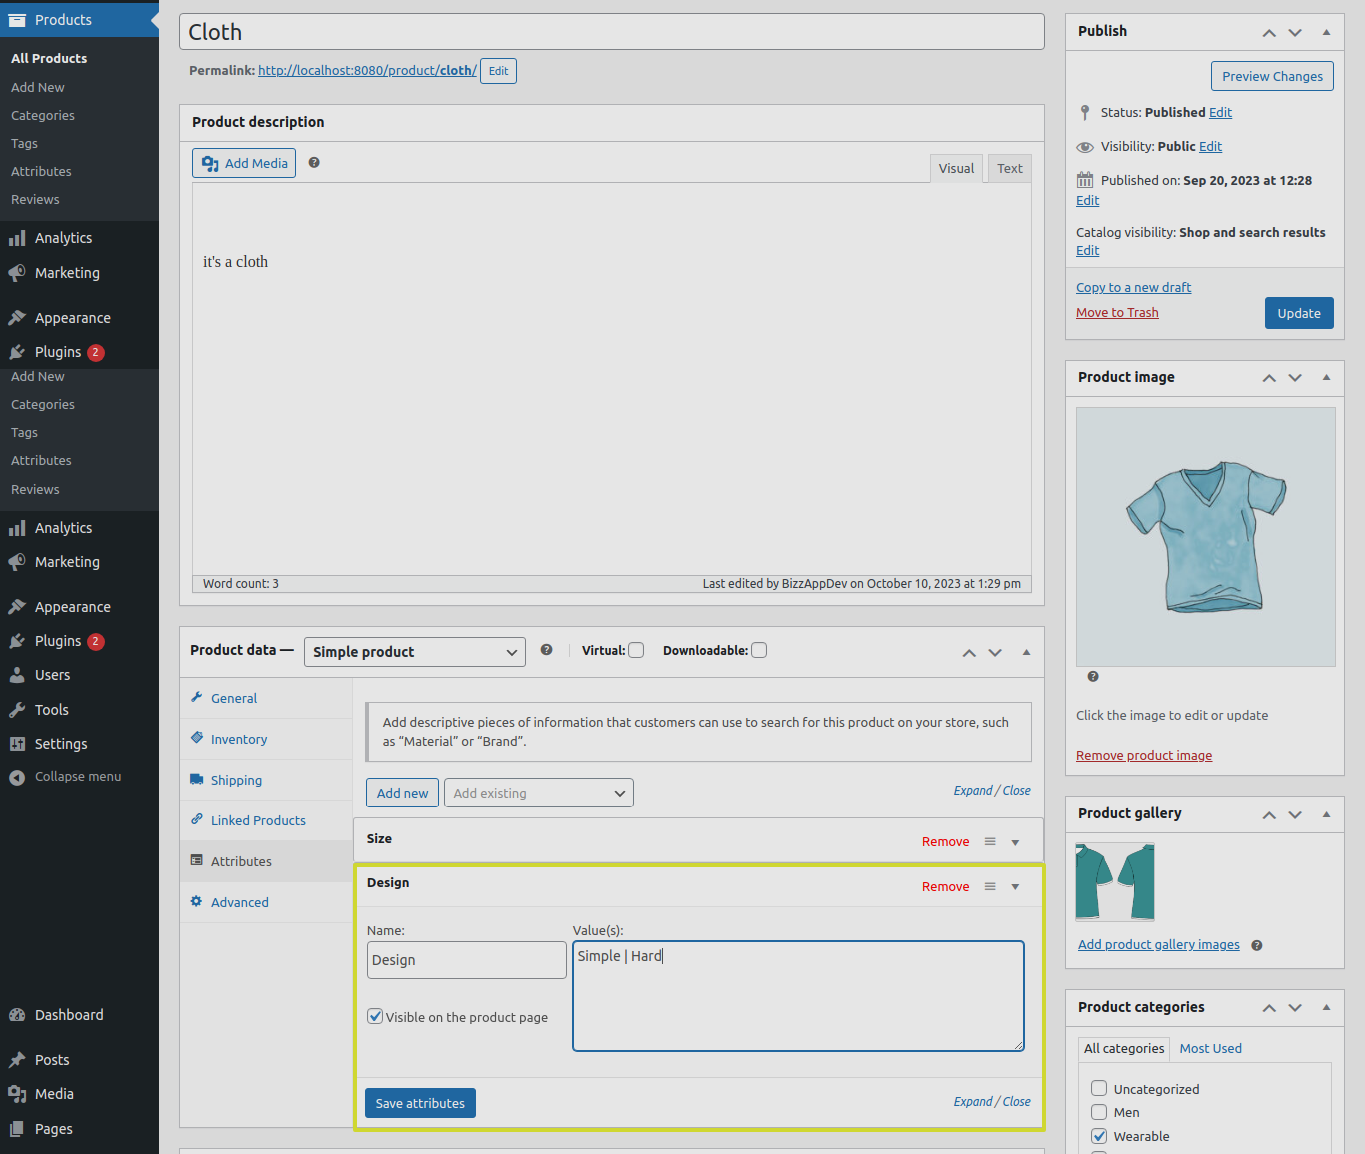 Products
All Products
Add New
Categories
Tags
Attributes
Reviews
Analytics
Marketing
Appearance
Plugins 2
Add New
Categories
Tags
Attributes
Reviews
Analytics
Marketing
Appearance
Plugins 2
Users
Tools
Settings
Collapse menu
Dashboard
Posts
Media
Pages
Cloth
Permalink: http://localhost:8080/product/cloth/ Edit
Product description
Add Media
Visual Text
it's a cloth
Word count: 3 Last edited by BizzAppDev on October 10, 2023 at 1:29 pm
Product data — Simple product Virtual: Downloadable:
General
Inventory
Shipping
Linked Products
Attributes
Advanced
Add descriptive pieces of information that customers can use to search for this product on your store, such
as “Material” or “Brand”.
Add new Add existing Expand / Close
Size Remove
Design Remove
Name: Value(s):
Design Simple | Hard
Visible on the product page
Save attributes Expand / Close
Publish
Preview Changes
Status: Published Edit
Visibility: Public Edit
Published on: Sep 20, 2023 at 12:28
Edit
Catalog visibility: Shop and search results
Edit
Copy to a new draft
Move to Trash Update
Product image
Click the image to edit or update
Remove product image
Product gallery
Add product gallery images
Product categories
All categories Most Used
Uncategorized
Men
Wearable